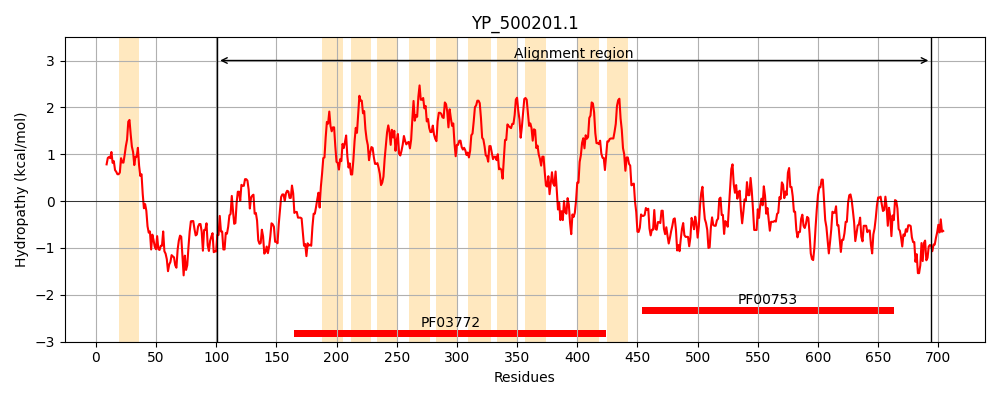 YP_500201.1
Alignment region
Hydropathy (kcal/mol)
3
2
1
0
−1
−2
−3
PF00753
PF03772
0 50 100 150 200 250 300 350 400 450 500 550 600 650 700
Residues